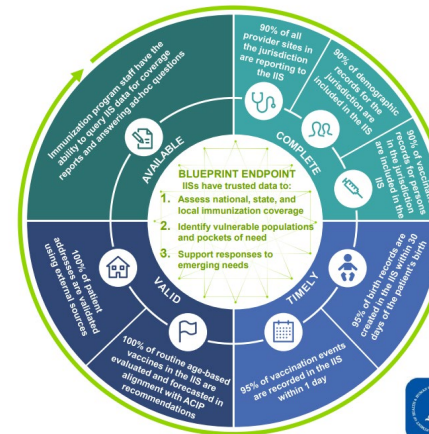 Immunization program staff have the
ability to query IIS data for coverage
reports and answering ad-hoc questions
AVAILABLE
90% of all
provider sites in
the jurisdiction
are reporting to
the IIS
90% of demographic
records for the
jurisdiction are
included in the
IIS
90% of vaccination
records for persons
in the jurisdiction
are included in the
IIS
COMPLETE
95% of birth records are
created in the IIS within 30
days of the patient's birth
95% of vaccination events
are recorded in the IIS
within 1 day
TIMELY
100% of routine age-based
vaccines in the IIS are
evaluated and forecasted in
alignment with ACIP
recommendations
100% of patient
addresses are validated
using external sources
VALID
BLUEPRINT ENDPOINT
IISs have trusted data to:
1. Assess national, state, and
local immunization coverage
2. Identify vulnerable populations
and pockets of need
3. Support responses to
emerging needs